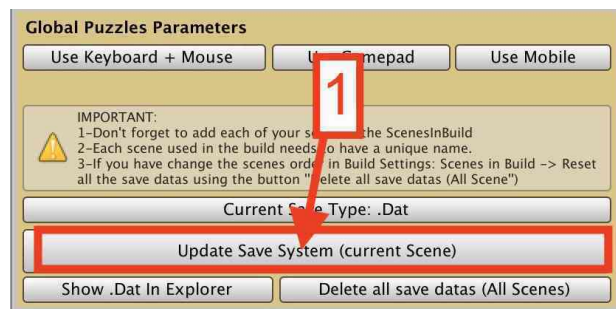 Global Puzzles Parameters
Use Keyboard + Mouse
Gamepad
Use Mobile
1
IMPORTANT:
1-Don't forget to add each of your the ScenesInBuild
2-Each scene used in the build needs to have a unique name.
3-If you have change the scenes order in Build Settings: Scenes in Build -> Reset
all the save datas using the button "Delete all save datas (All Scene")
Current Save Type: .Dat
Update Save System (current Scene)
Show .Dat In Explorer
Delete all save datas (All Scenes)